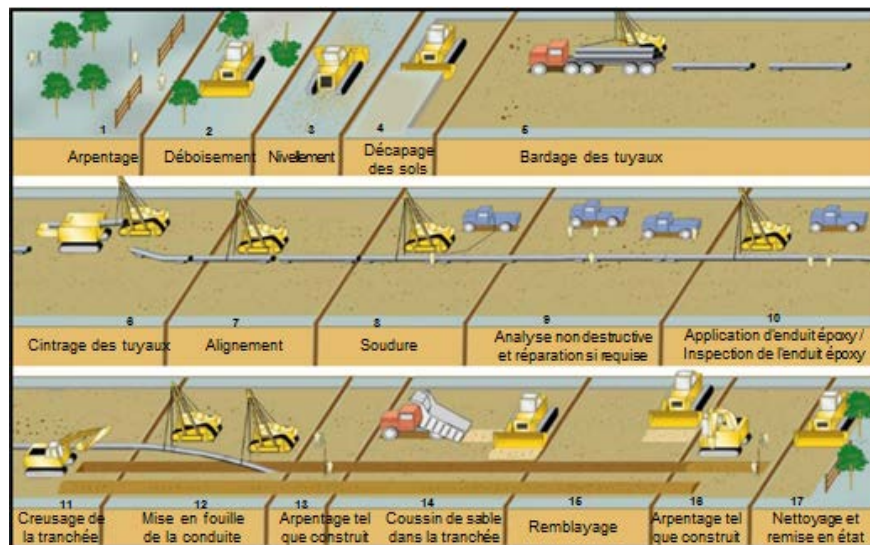 1
Arpentage
2
Déboisement
3
Nivellement
4
Décapage
des sols
5
Bardage des tuyaux
6
Cintrage des tuyaux
7
Alignement
8
Soudure
9
Analyse non destructive
et réparation si requise
10
Application d'enduit époxy /
Inspection de l'enduit époxy
11
Creusage de
la tranchée
12
Mise en fouille
de la conduite
13
Arpentage tel
que construit
14
Coussin de sable
dans la tranchée
15
Remblayage
16
Arpentage tel
que construit
17
Nettoyage et
remise en état